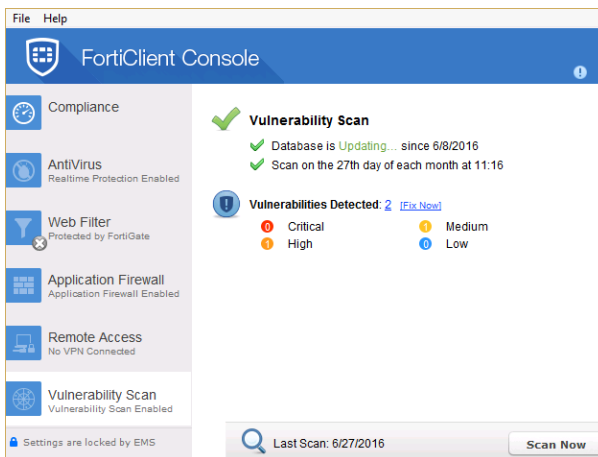 File Help
FortiClient Console
Compliance
AntiVirus
Realtime Protection Enabled
Web Filter
Protected by FortiGate
Application Firewall
Application Firewall Enabled
Remote Access
No VPN Connected
Vulnerability Scan
Vulnerability Scan Enabled
Settings are locked by EMS
Vulnerability Scan
Database is Updating... since 6/8/2016
Scan on the 27th day of each month at 11:16
Vulnerabilities Detected: 2 [Fix Now]
0 Critical 1 Medium
1 High 0 Low
Last Scan: 6/27/2016 Scan Now